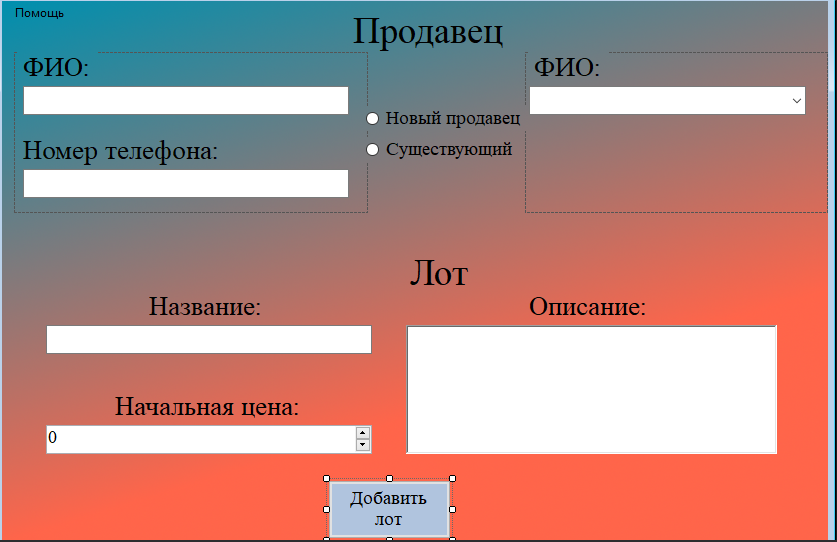 Помощь
Продавец
ФИО:
ФИО:
Новый продавец
Номер телефона:
Существующий
Лот
Название:
Описание:
Начальная цена:
0
Добавить
лот